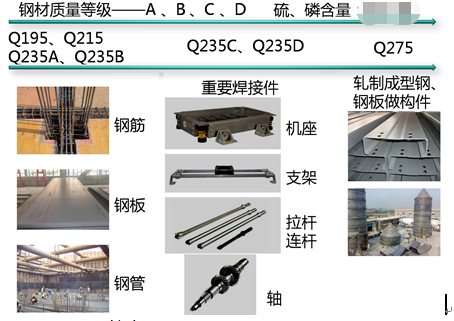 钢材质量等级——A 、B、C、D 硫、磷含量：
Q195、Q215
Q235A、Q235B
Q235C、Q235D
Q275
钢筋
钢板
钢管
重要焊接件
机座
支架
拉杆
连杆
轴
轧制成型钢、
钢板做构件